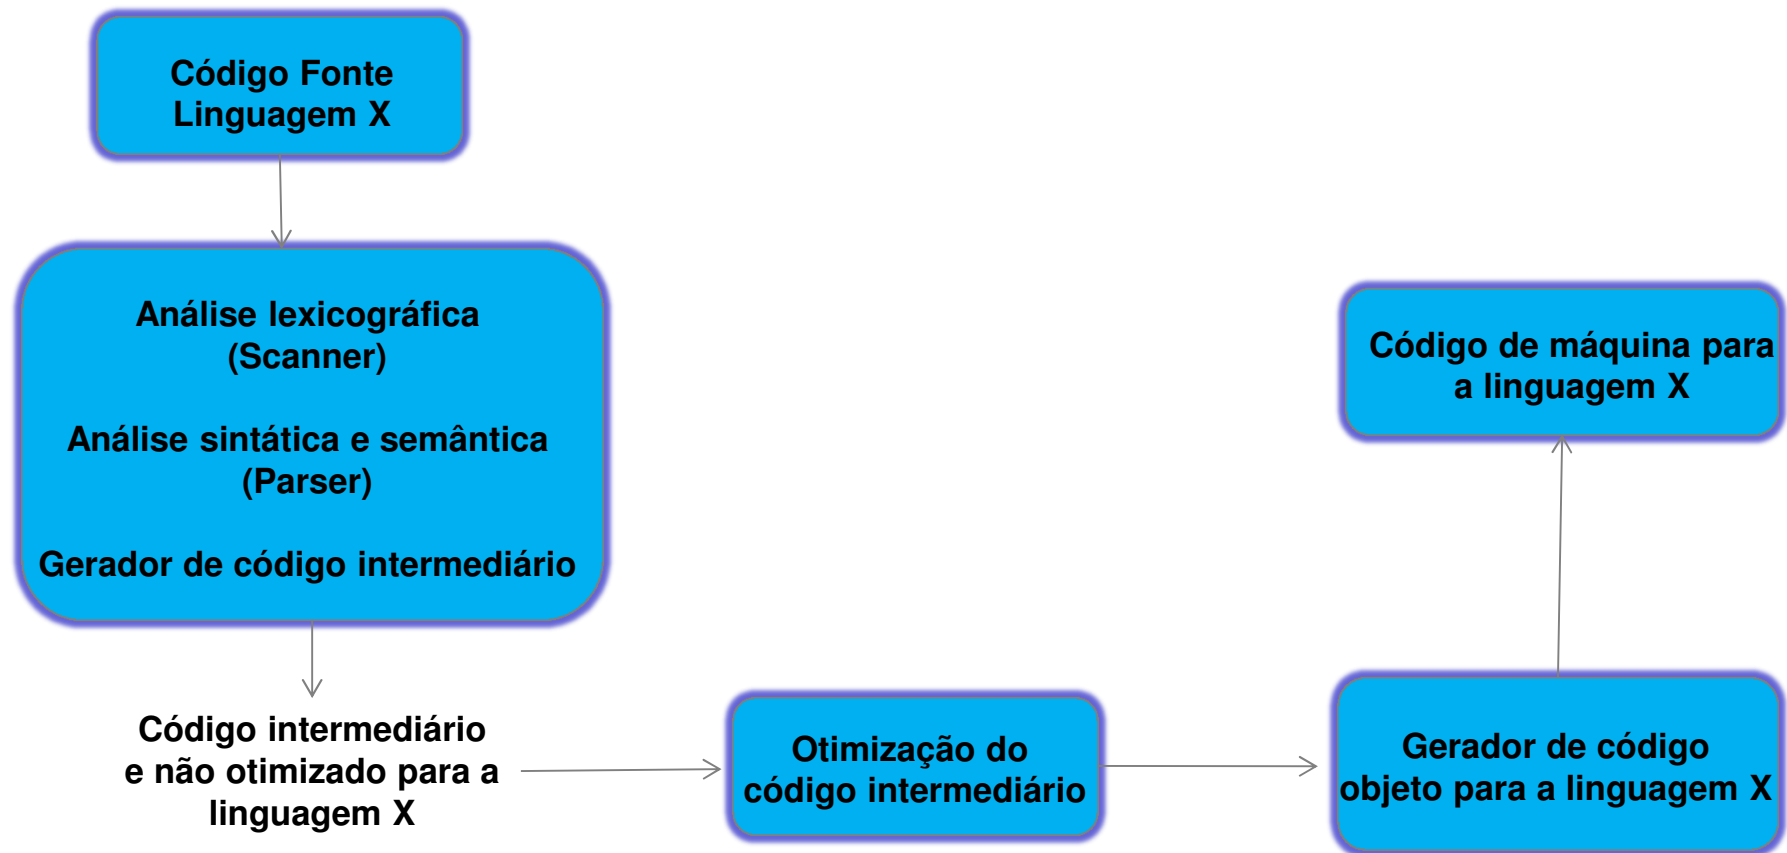 Código Fonte
Linguagem X
Análise lexicográfica
(Scanner)
Análise sintática e semântica
(Parser)
Gerador de código intermediário
Código intermediário
e não otimizado para a
linguagem X
Otimização do
código intermediário
Gerador de código
objeto para a linguagem X
Código de máquina para
a linguagem X